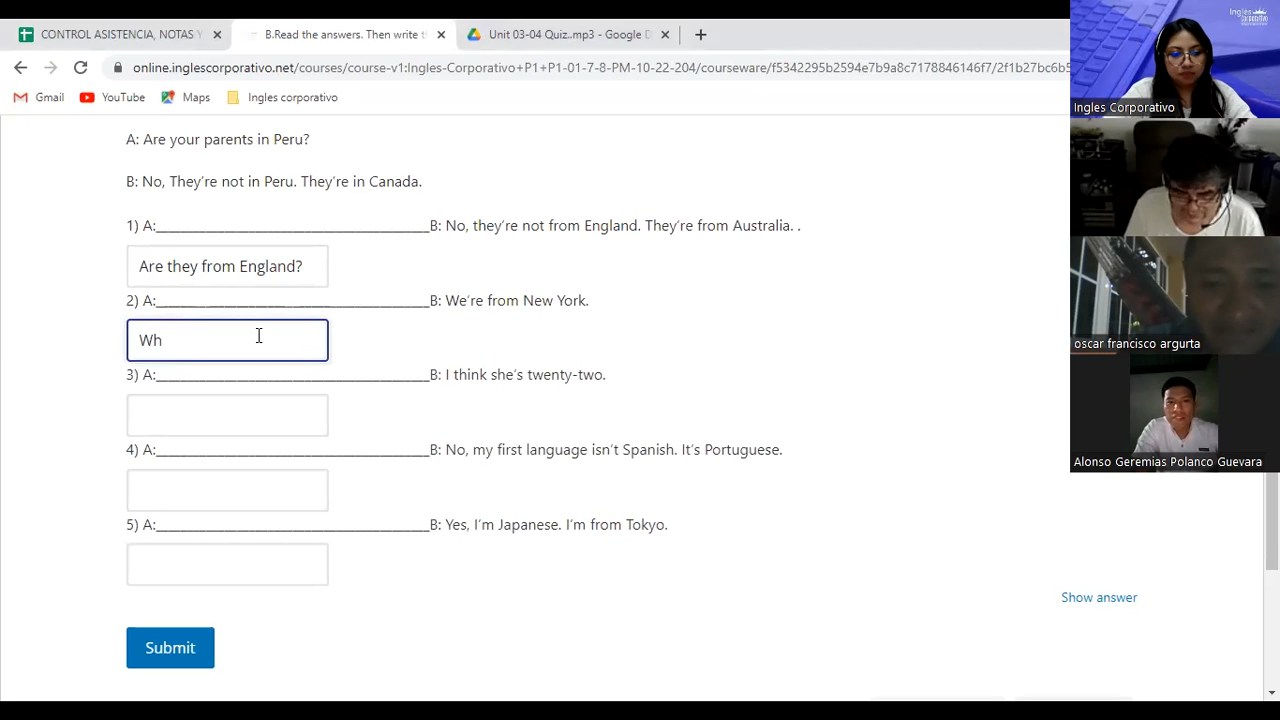 CONTROL ASISTENCIA, NOTAS Y
B.Read the answers. Then write t
Unit 03-04 Quiz..mp3 - Google D
online.inglescorporativo.net/courses/course-v1:Ingles-Corporativo+P1+P1-01-7-8-PM-10-22-204/courseware/f5342295b2594e7b9a8c7178846146f7/2f1b27bc6b5
Gmail
YouTube
Maps
Ingles corporativo
A: Are your parents in Peru?
B: No, They're not in Peru. They're in Canada.
1) A:___________________________________B: No, they're not from England. They're from Australia. .
Are they from England?
2) A:___________________________________B: We're from New York.
Wh
3) A:___________________________________B: I think she's twenty-two.
4) A:___________________________________B: No, my first language isn't Spanish. It's Portuguese.
5) A:___________________________________B: Yes, I'm Japanese. I'm from Tokyo.
Show answer
Submit
Ingles Corporativo
oscar francisco argurta
Alonso Geremias Polanco Guevara